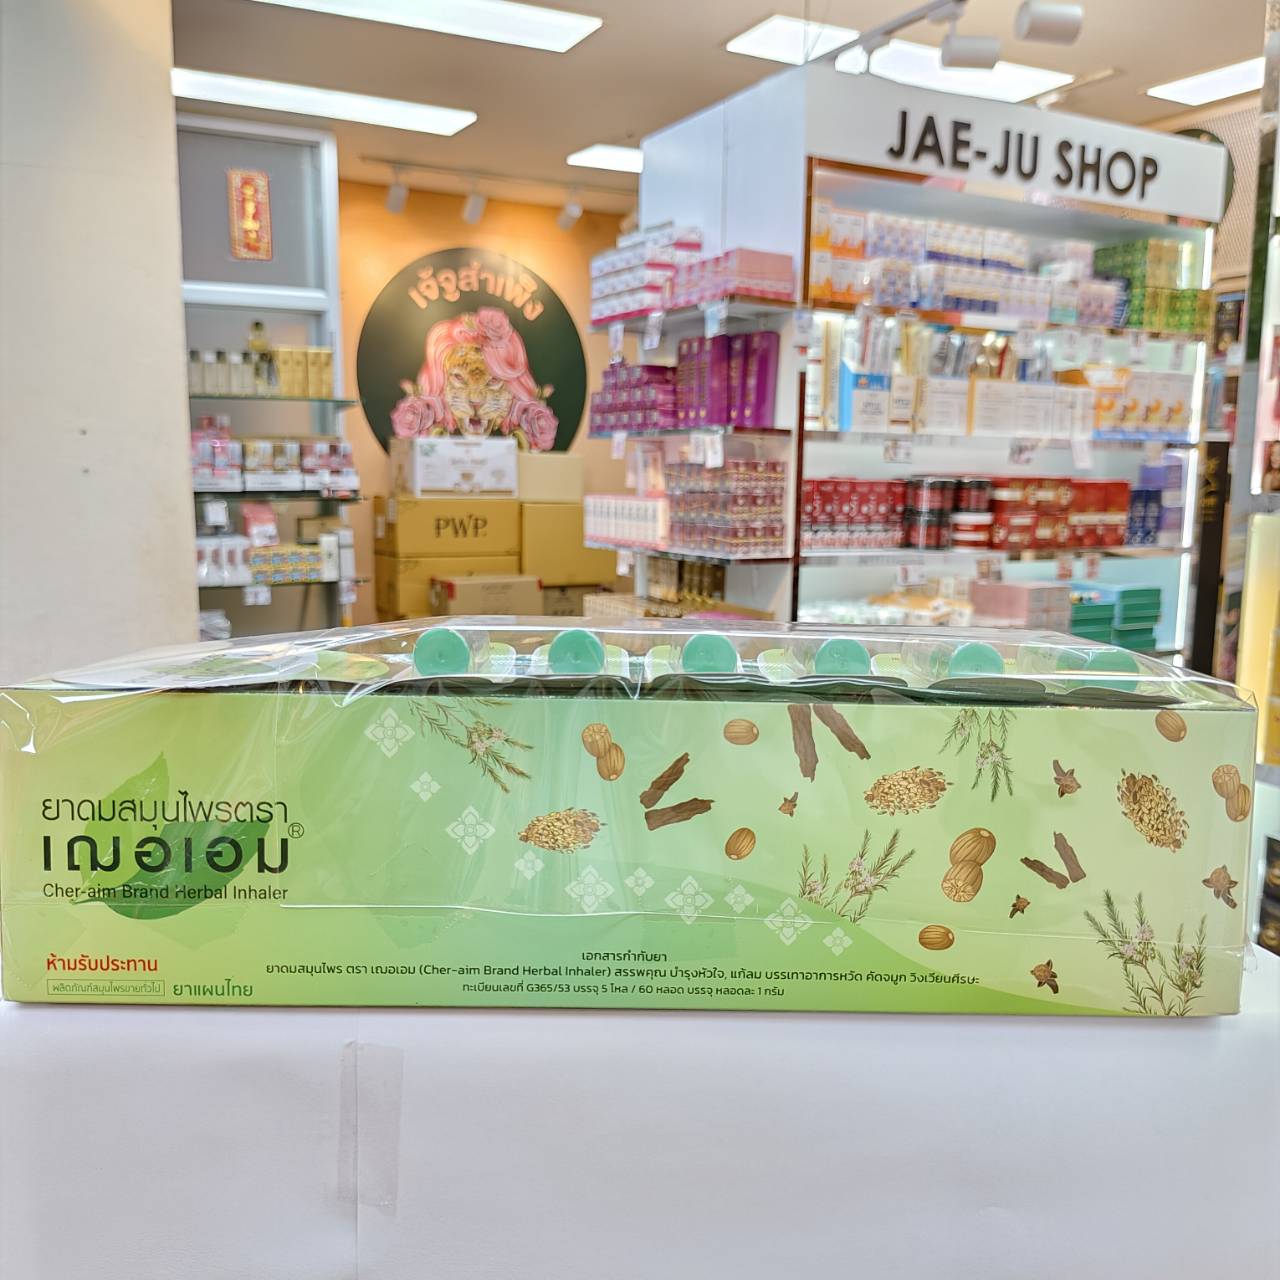 JAE-JU SHOP
เจ๊จูสำเพ็ง
PWP.
ยาดมสมุนไพรตรา
เฌอเอม®
Cher-aim Brand Herbal Inhaler
ห้ามรับประทาน
ผลิตภัณฑ์สมุนไพรขายทั่วไป ยาแผนไทย
เอกสารกำกับยา
ยาดมสมุนไพร ตรา เฌอเอม (Cher-aim Brand Herbal Inhaler) สรรพคุณ บำรุงหัวใจ, แก้ลม บรรเทาอาการหวัด คัดจมูก วิงเวียนศีรษะ
ทะเบียนเลขที่ G365/53 บรรจุ 5 โหล / 60 หลอด บรรจุ หลอดละ 1 กรัม